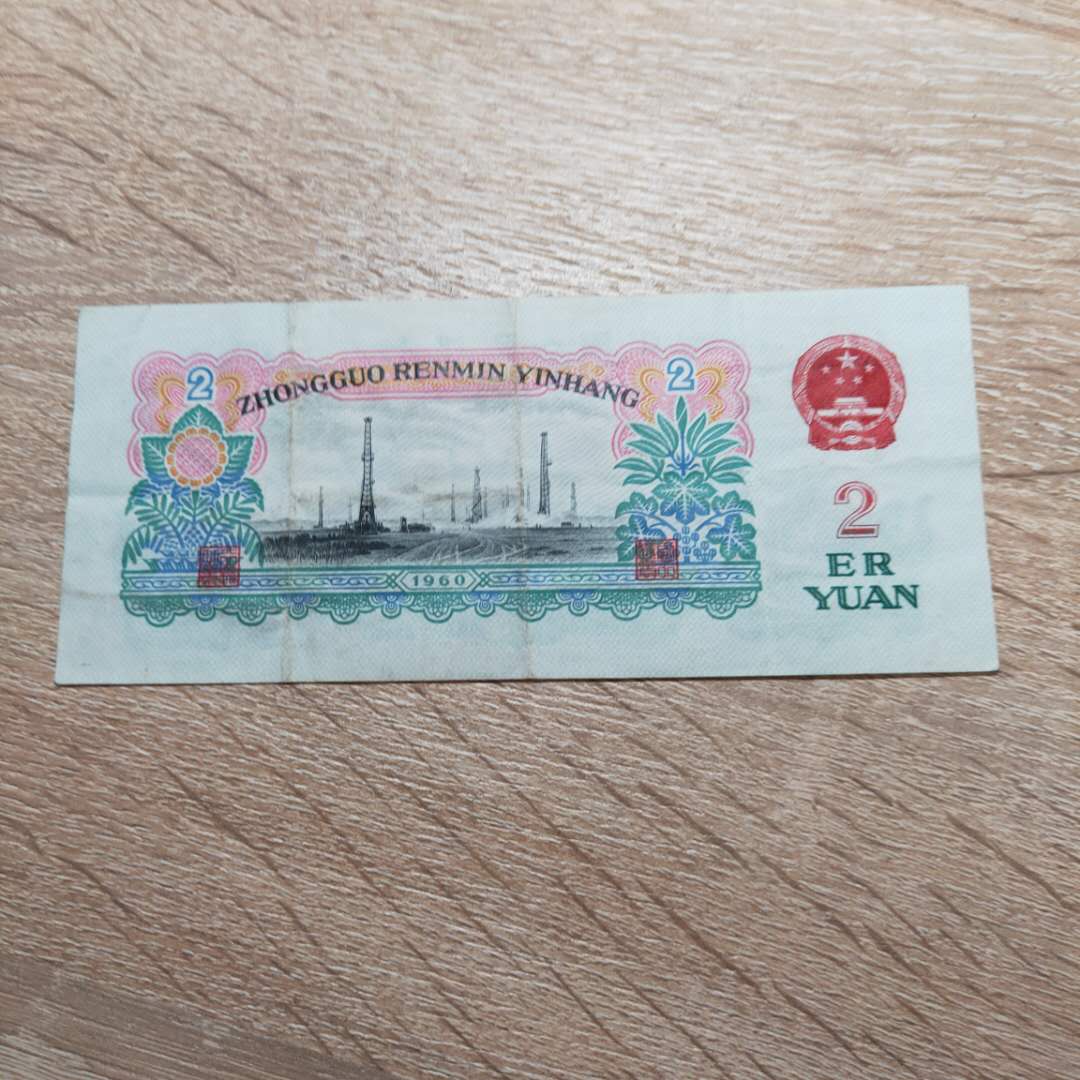 2 ZHONGGUO RENMIN YINHANG 2
1960
2
ER
YUAN